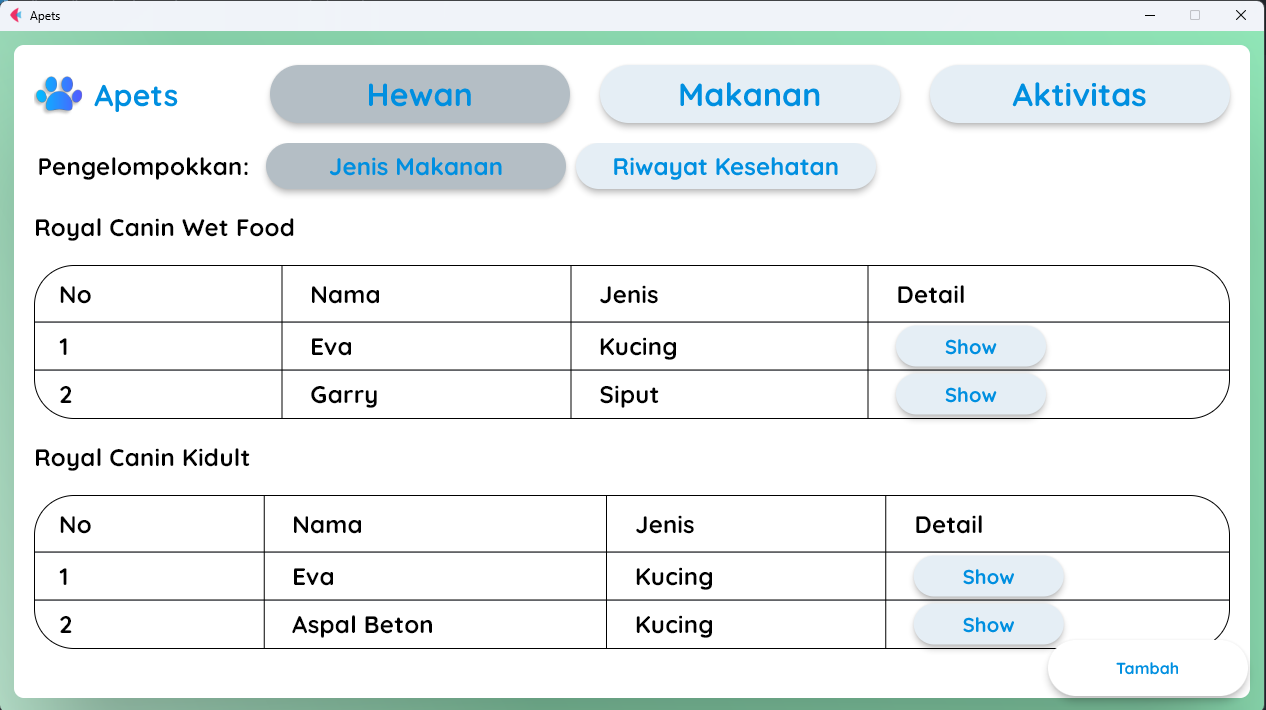 Apets
Apets Hewan Makanan Aktivitas
Pengelompokkan: Jenis Makanan Riwayat Kesehatan
Royal Canin Wet Food
No Nama Jenis Detail
1 Eva Kucing Show
2 Garry Siput Show
Royal Canin Kidult
No Nama Jenis Detail
1 Eva Kucing Show
2 Aspal Beton Kucing Show
Tambah